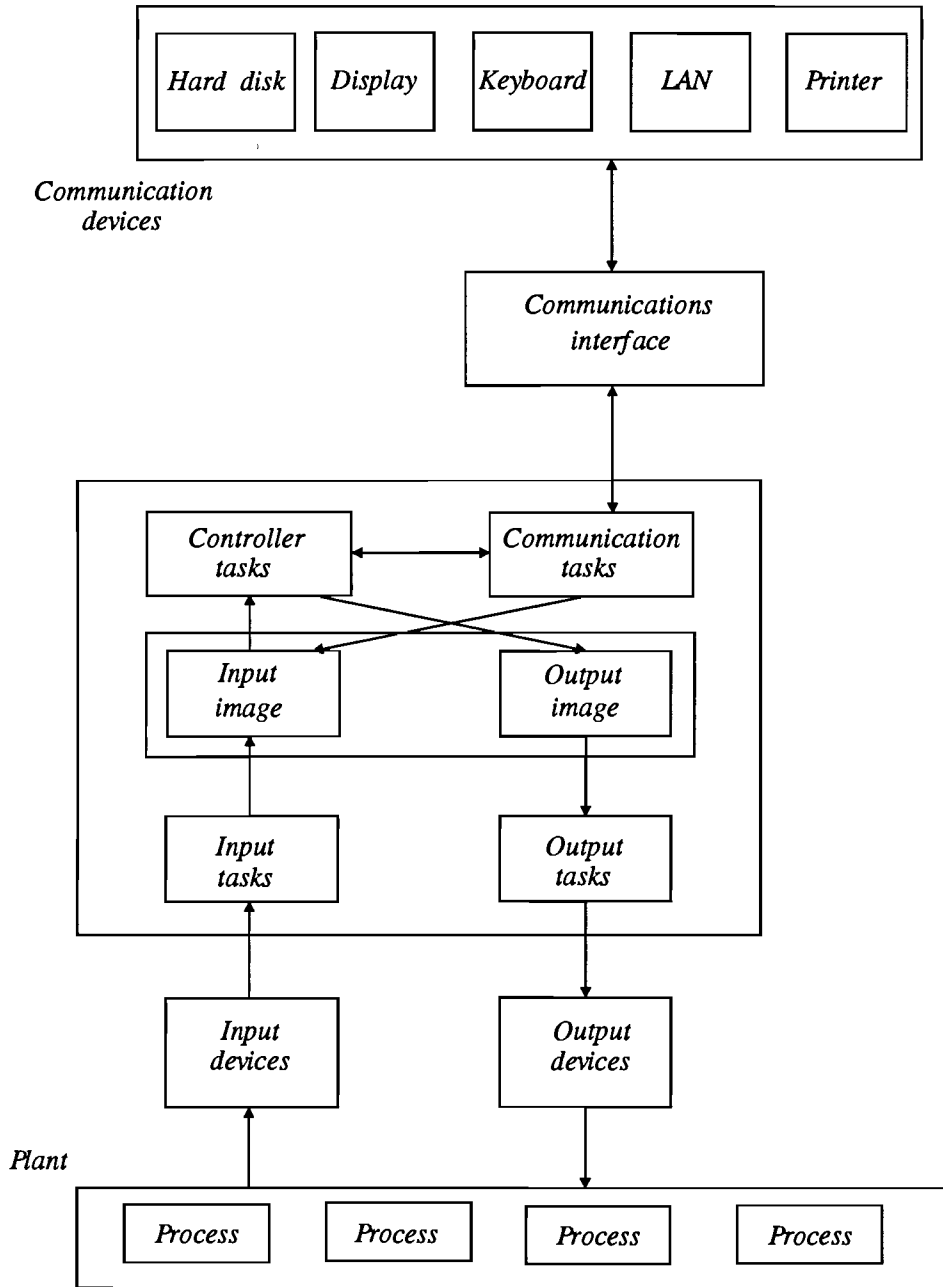 Hard disk
Display
Keyboard
LAN
Printer
Communication
devices
Communications
interface
Controller
tasks
Communication
tasks
Input
image
Output
image
Input
tasks
Output
tasks
Input
devices
Output
devices
Plant
Process
Process
Process
Process